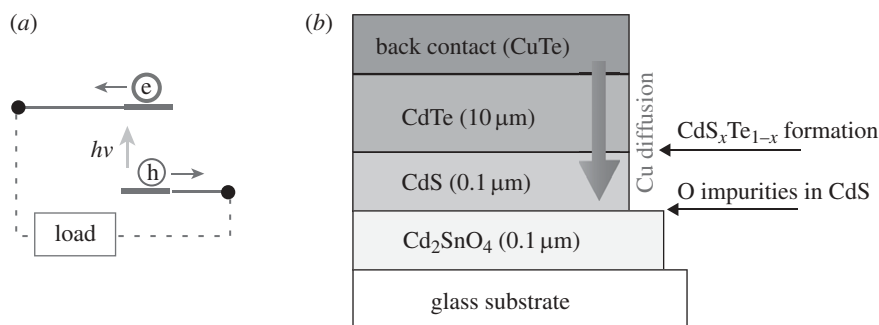 (a)
e
hν
h
load
(b)
back contact (CuTe)
CdTe (10 μm)
CdS (0.1 μm)
Cd₂SnO₄ (0.1 μm)
glass substrate
Cu diffusion
CdSₓTe₁₋ₓ formation
O impurities in CdS